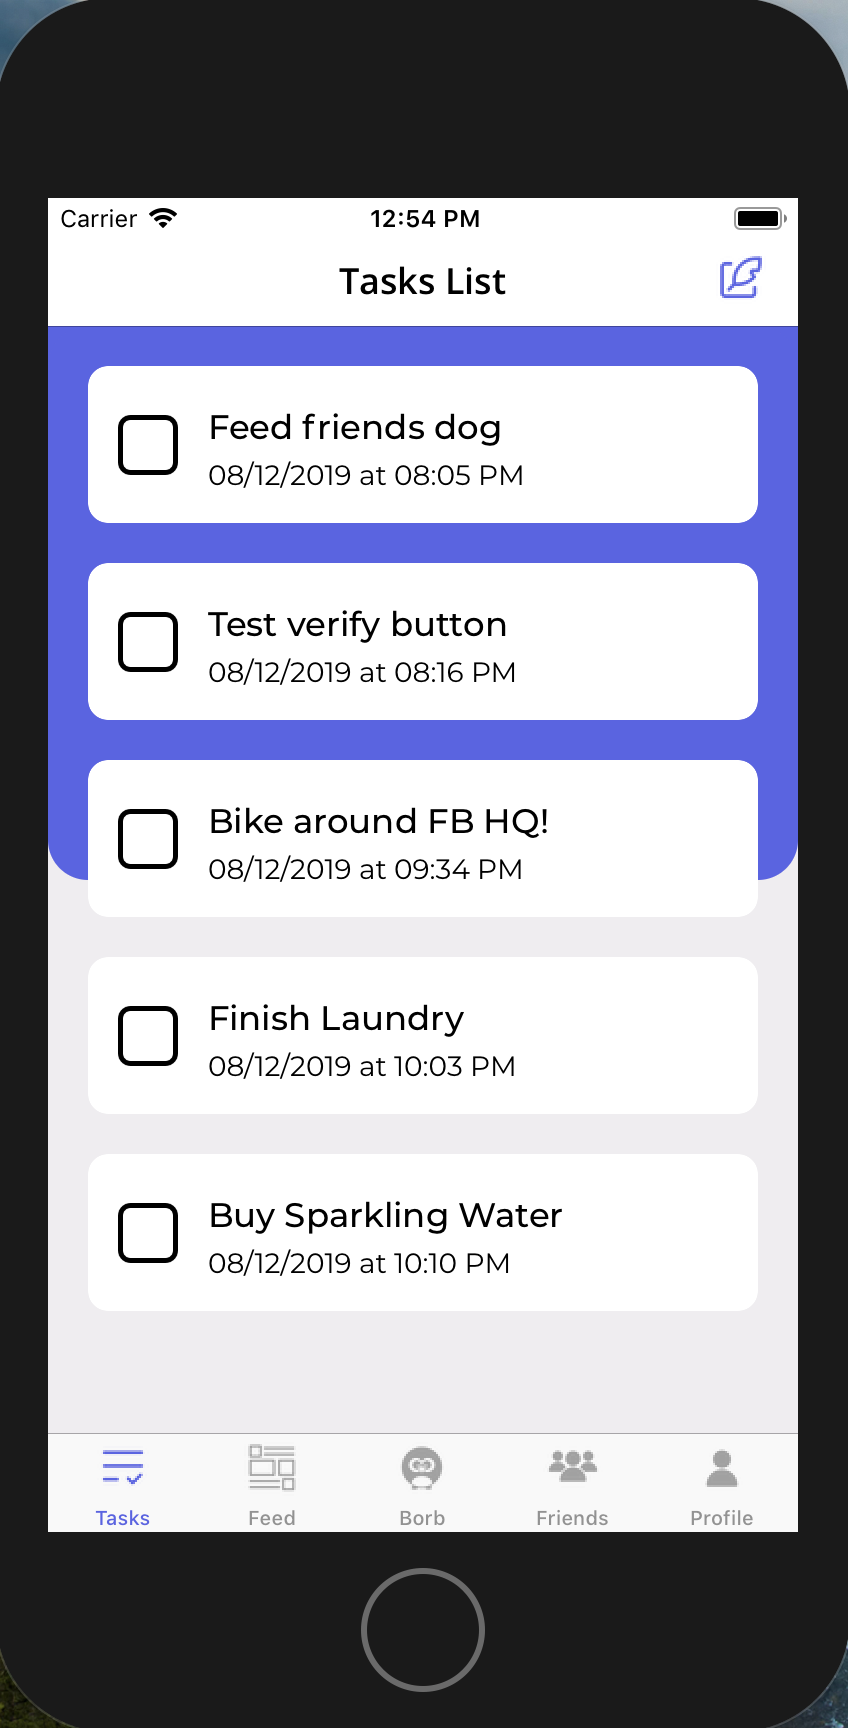 Carrier 12:54 PM
Tasks List
Feed friends dog
08/12/2019 at 08:05 PM
Test verify button
08/12/2019 at 08:16 PM
Bike around FB HQ!
08/12/2019 at 09:34 PM
Finish Laundry
08/12/2019 at 10:03 PM
Buy Sparkling Water
08/12/2019 at 10:10 PM
Tasks Feed Borb Friends Profile